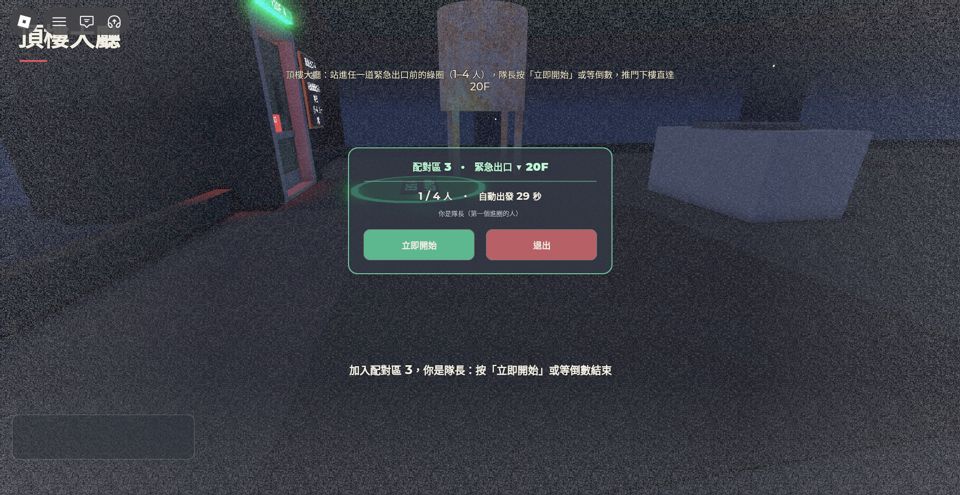 頂樓大廳
頂樓大廳：站進任一道緊急出口前的綠圈（1–4 人），隊長按「立即開始」或等倒數，推門下樓直達
20F
配對區 3 • 緊急出口 ▼ 20F
1 / 4 人 • 自動出發 29 秒
你是隊長（第一個進圈的人）
立即開始
退出
加入配對區 3，你是隊長：按「立即開始」或等倒數結束